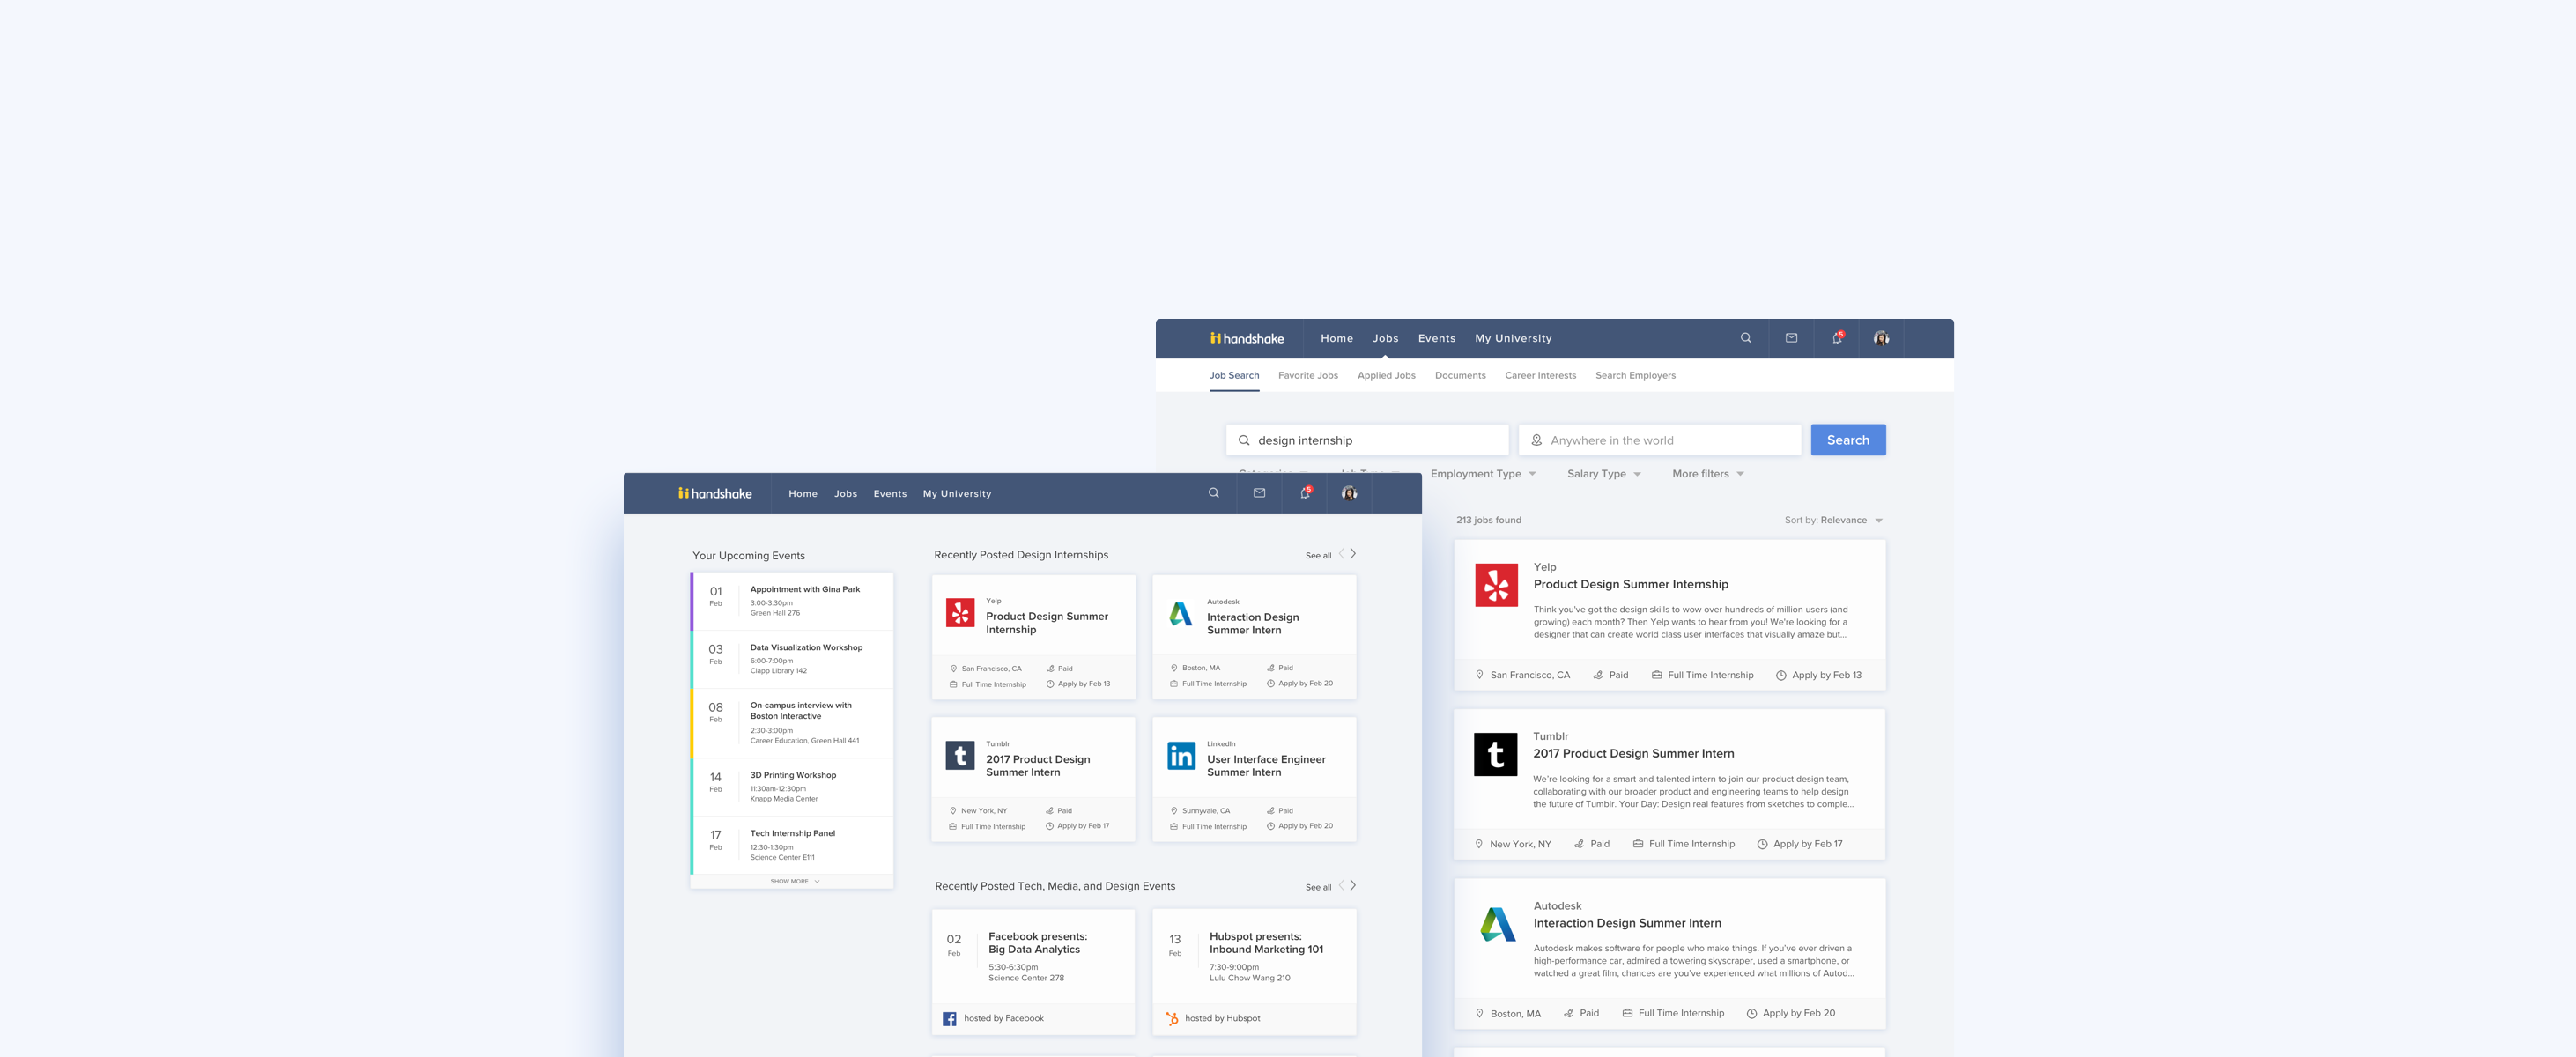 handshake
Home Jobs Events My University
5
Job Search Favorite Jobs Applied Jobs Documents Career Interests Search Employers
design internship
Anywhere in the world
Search
Employment Type Salary Type More filters
213 jobs found
Sort by: Relevance
Yelp
Product Design Summer Internship
Think you've got the design skills to wow over hundreds of million users (and
growing) each month? Then Yelp wants to hear from you! We're looking for a
designer that can create world class user interfaces that visually amaze but...
San Francisco, CA Paid Full Time Internship Apply by Feb 13
Tumblr
2017 Product Design Summer Intern
We're looking for a smart and talented intern to join our product design team,
collaborating with our broader product and engineering teams to help design
the future of Tumblr. Your Day: Design real features from sketches to comple...
New York, NY Paid Full Time Internship Apply by Feb 17
Autodesk
Interaction Design Summer Intern
Autodesk makes software for people who make things. If you've ever driven a
high-performance car, admired a towering skyscraper, used a smartphone, or
watched a great film, chances are you've experienced what millions of Autod...
Boston, MA Paid Full Time Internship Apply by Feb 20
handshake
Home Jobs Events My University
5
Your Upcoming Events
01
Feb
Appointment with Gina Park
3:00-3:30pm
Green Hall 276
03
Feb
Data Visualization Workshop
6:00-7:00pm
Clapp Library 142
08
Feb
On-campus interview with
Boston Interactive
2:30-3:00pm
Career Education, Green Hall 441
14
Feb
3D Printing Workshop
11:30am-12:30pm
Knapp Media Center
17
Feb
Tech Internship Panel
12:30-1:30pm
Science Center E111
SHOW MORE
Recently Posted Design Internships
See all
Yelp
Product Design Summer
Internship
San Francisco, CA Paid
Full Time Internship Apply by Feb 13
Autodesk
Interaction Design
Summer Intern
Boston, MA Paid
Full Time Internship Apply by Feb 20
t
Tumblr
2017 Product Design
Summer Intern
New York, NY Paid
Full Time Internship Apply by Feb 17
in
LinkedIn
User Interface Engineer
Summer Intern
Sunnyvale, CA Paid
Full Time Internship Apply by Feb 20
Recently Posted Tech, Media, and Design Events
See all
02
Feb
Facebook presents:
Big Data Analytics
5:30-6:30pm
Science Center 278
hosted by Facebook
13
Feb
Hubspot presents:
Inbound Marketing 101
7:30-9:00pm
Lulu Chow Wang 210
hosted by Hubspot